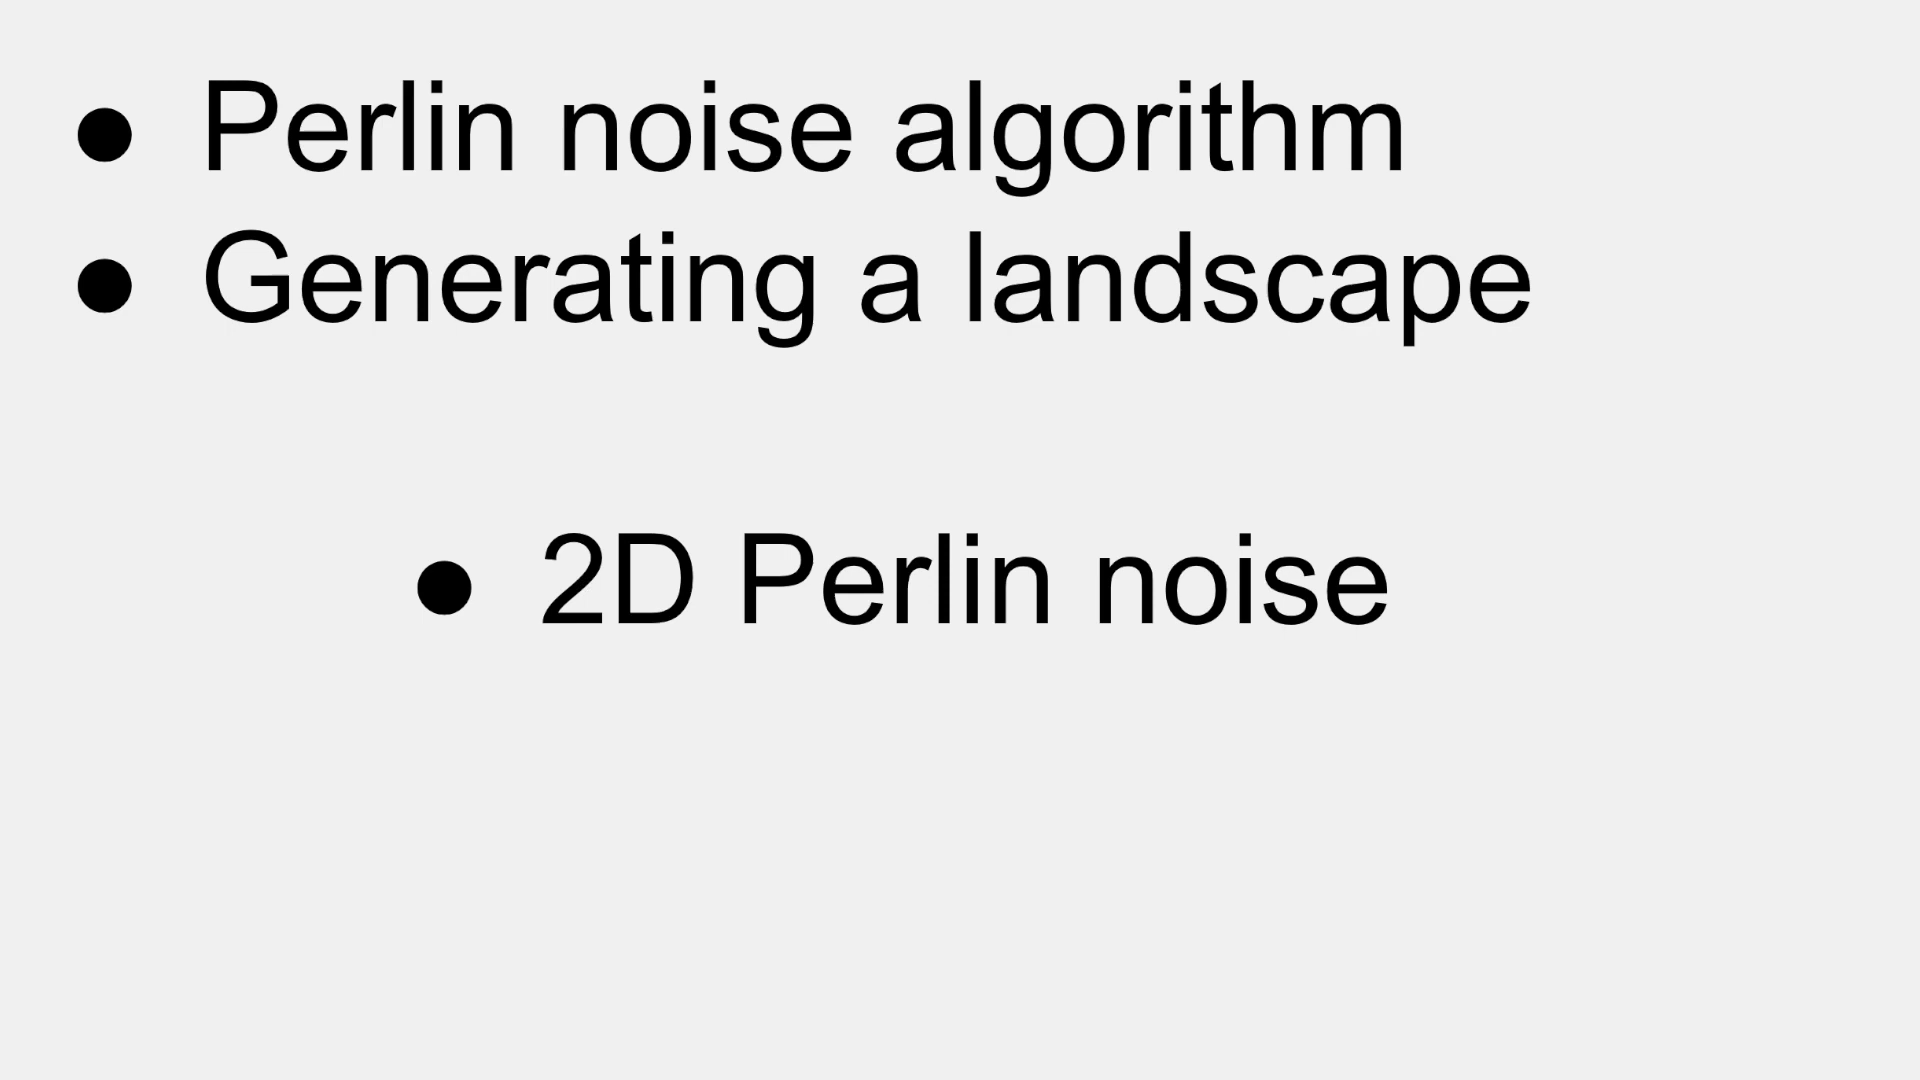 ● Perlin noise algorithm
● Generating a landscape
● 2D Perlin noise